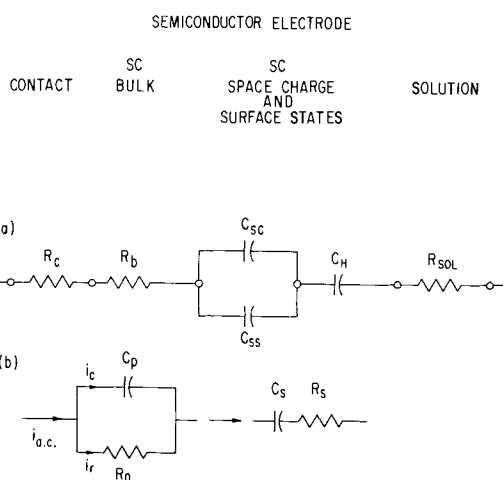 SEMICONDUCTOR ELECTRODE
SC SC
CONTACT BULK SPACE CHARGE SOLUTION
AND
SURFACE STATES
a)
C_SC
R_c R_b C_H R_SOL
C_SS
(b)
i_c C_p C_s R_s
i_a.c.
i_r R_p